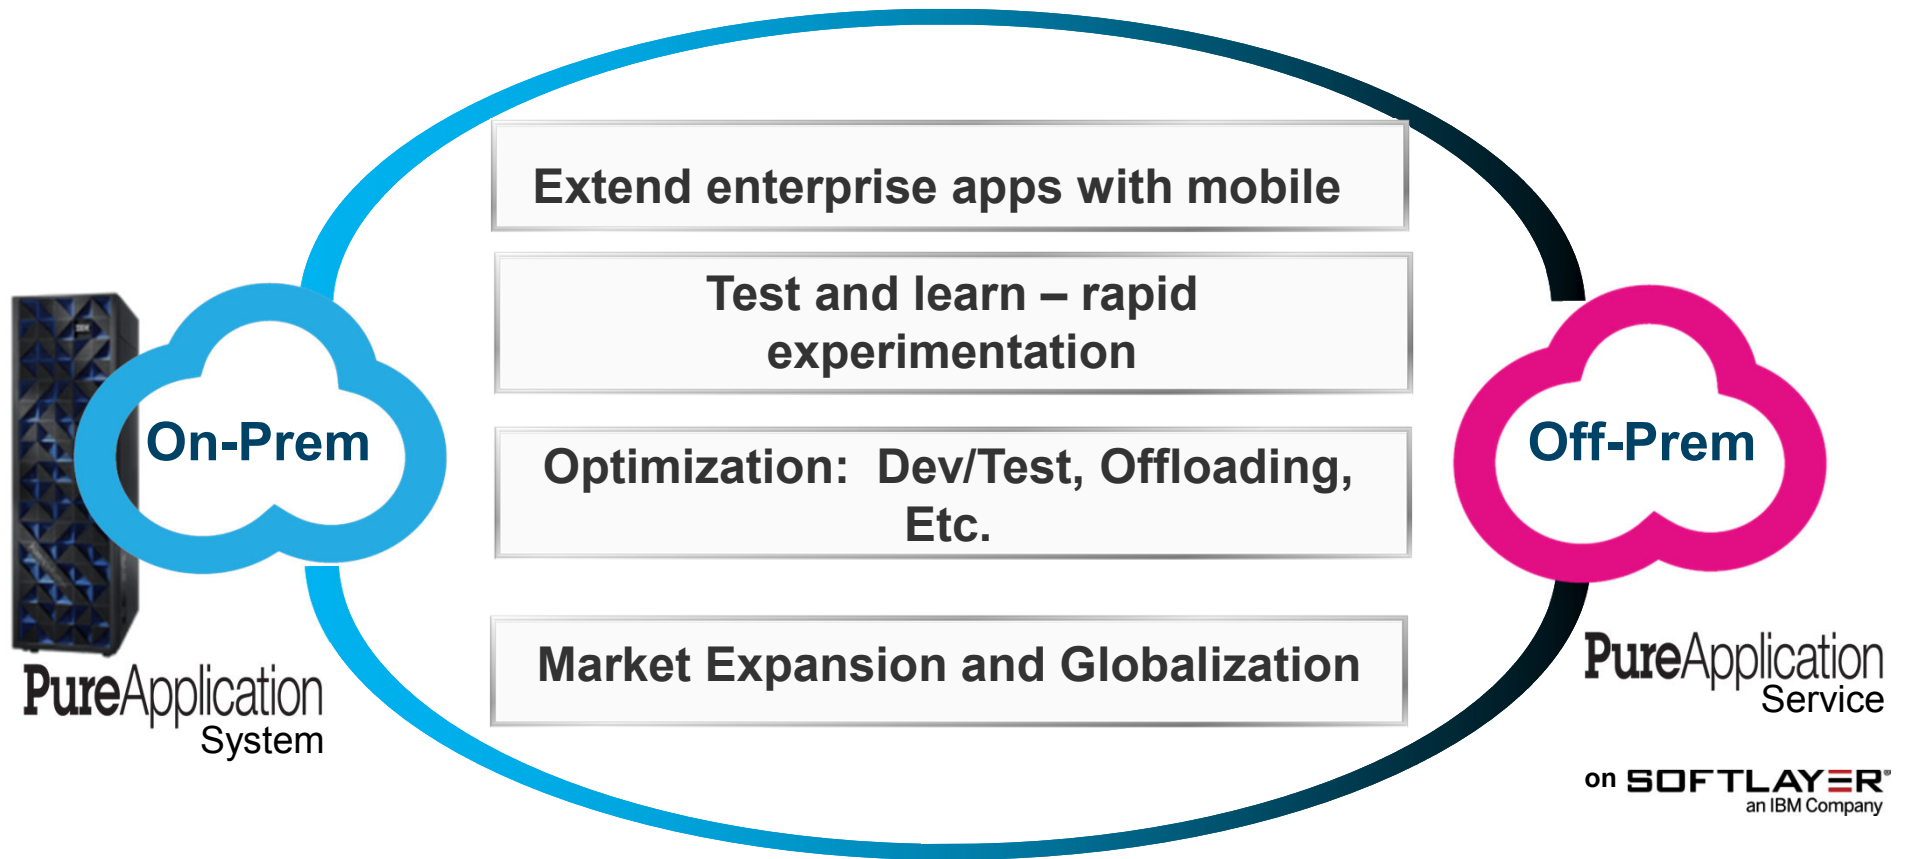 Extend enterprise apps with mobile
Test and learn – rapid
experimentation
On-Prem
Off-Prem
Optimization:  Dev/Test, Offloading,
Etc.
Market Expansion and Globalization
PureApplication
System
PureApplication
Service
on SOFTLAYER®
an IBM Company